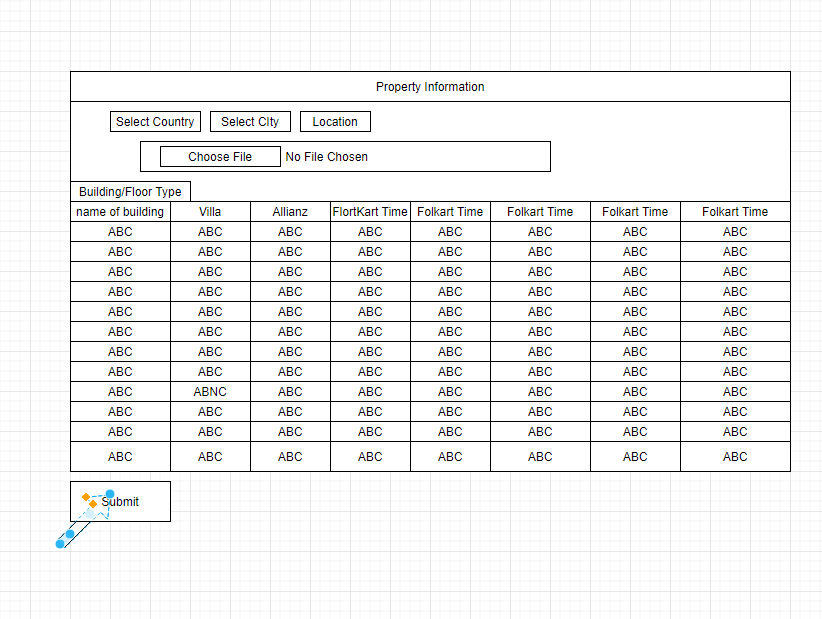 Property Information
Select Country Select CIty Location
Choose File No File Chosen
Building/Floor Type
name of building Villa Allianz FlortKart Time Folkart Time Folkart Time Folkart Time Folkart Time
ABC ABC ABC ABC ABC ABC ABC ABC
ABC ABC ABC ABC ABC ABC ABC ABC
ABC ABC ABC ABC ABC ABC ABC ABC
ABC ABC ABC ABC ABC ABC ABC ABC
ABC ABC ABC ABC ABC ABC ABC ABC
ABC ABC ABC ABC ABC ABC ABC ABC
ABC ABC ABC ABC ABC ABC ABC ABC
ABC ABC ABC ABC ABC ABC ABC ABC
ABC ABNC ABC ABC ABC ABC ABC ABC
ABC ABC ABC ABC ABC ABC ABC ABC
ABC ABC ABC ABC ABC ABC ABC ABC
ABC ABC ABC ABC ABC ABC ABC ABC
Submit